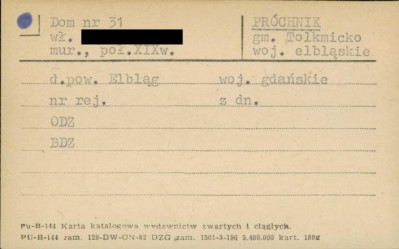 Dom nr 31
wł.
mur., poł.XIXw.
PRÓCHNIK
gm. Tolkmicko
woj. elbląskie
d.pow. Elbląg woj. gdańskie
nr rej. z dn.
ODZ
BDZ
Pu-B-144 Karta katalogowa wydawnictw zwartych i ciągłych.
PU-B-144 zam. 129-DW-ON-62 DZG zam. 1501-3-196 5.400.000 kart. 180g